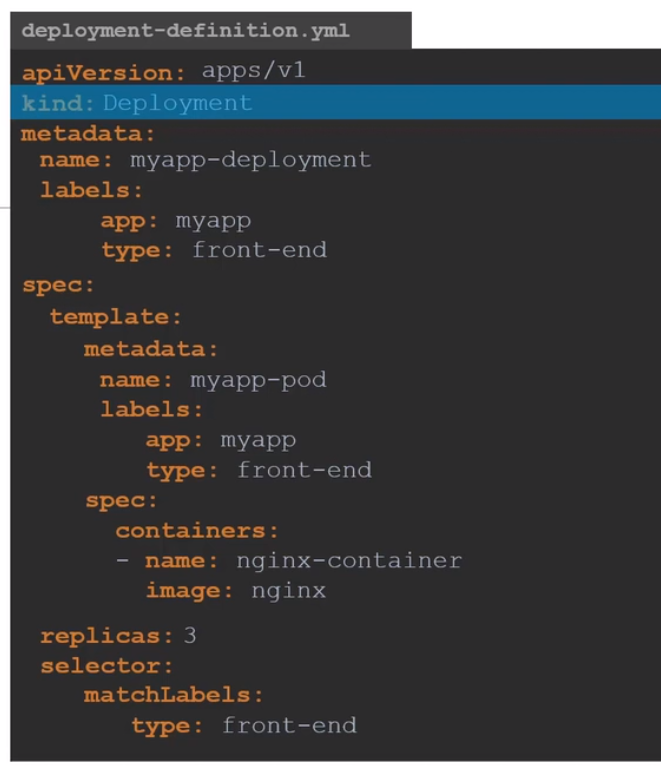 deployment-definition.yml
apiVersion: apps/v1
kind: Deployment
metadata:
name: myapp-deployment
labels:
app: myapp
type: front-end
spec:
template:
metadata:
name: myapp-pod
labels:
app: myapp
type: front-end
spec:
containers:
- name: nginx-container
image: nginx
replicas: 3
selector:
matchLabels:
type: front-end